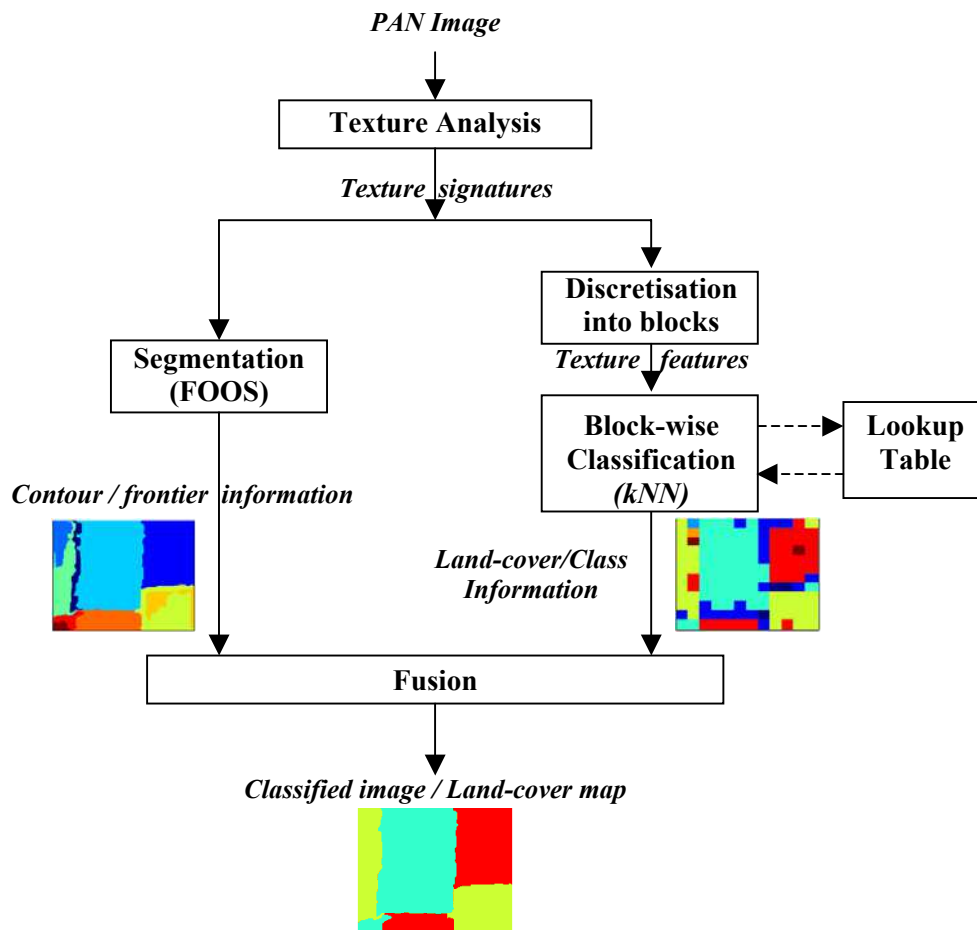 PAN Image
Texture Analysis
Texture signatures
Discretisation
into blocks
Segmentation
(FOOS)
Texture features
Block-wise
Classification
(kNN)
Lookup
Table
Contour / frontier information
Land-cover/Class
Information
Fusion
Classified image / Land-cover map